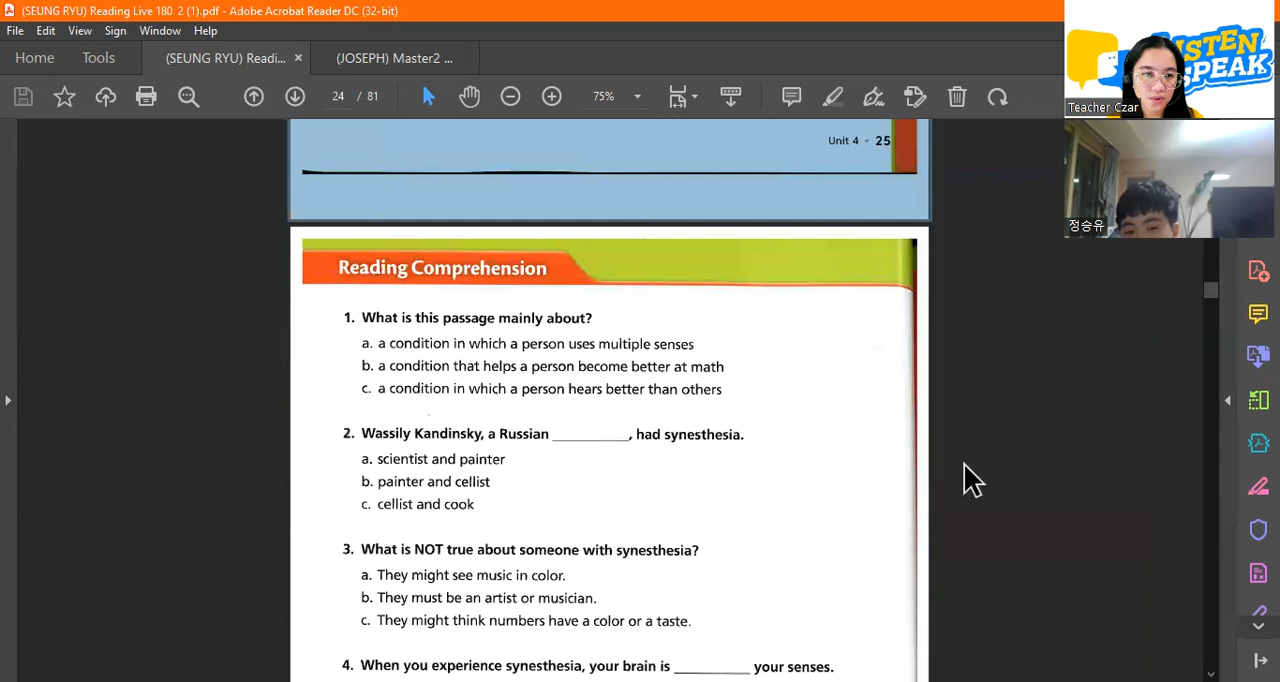 (SEUNG RYU) Reading Live 180 2 (1).pdf - Adobe Acrobat Reader DC (32-bit)
File Edit View Sign Window Help
Home Tools (SEUNG RYU) Readi... × (JOSEPH) Master2 ...
24 / 81 75%
LISTEN
SPEAK
Teacher Czar
정승유
Unit 4 - 25
Reading Comprehension
1. What is this passage mainly about?
a. a condition in which a person uses multiple senses
b. a condition that helps a person become better at math
c. a condition in which a person hears better than others
2. Wassily Kandinsky, a Russian __________, had synesthesia.
a. scientist and painter
b. painter and cellist
c. cellist and cook
3. What is NOT true about someone with synesthesia?
a. They might see music in color.
b. They must be an artist or musician.
c. They might think numbers have a color or a taste.
4. When you experience synesthesia, your brain is __________ your senses.